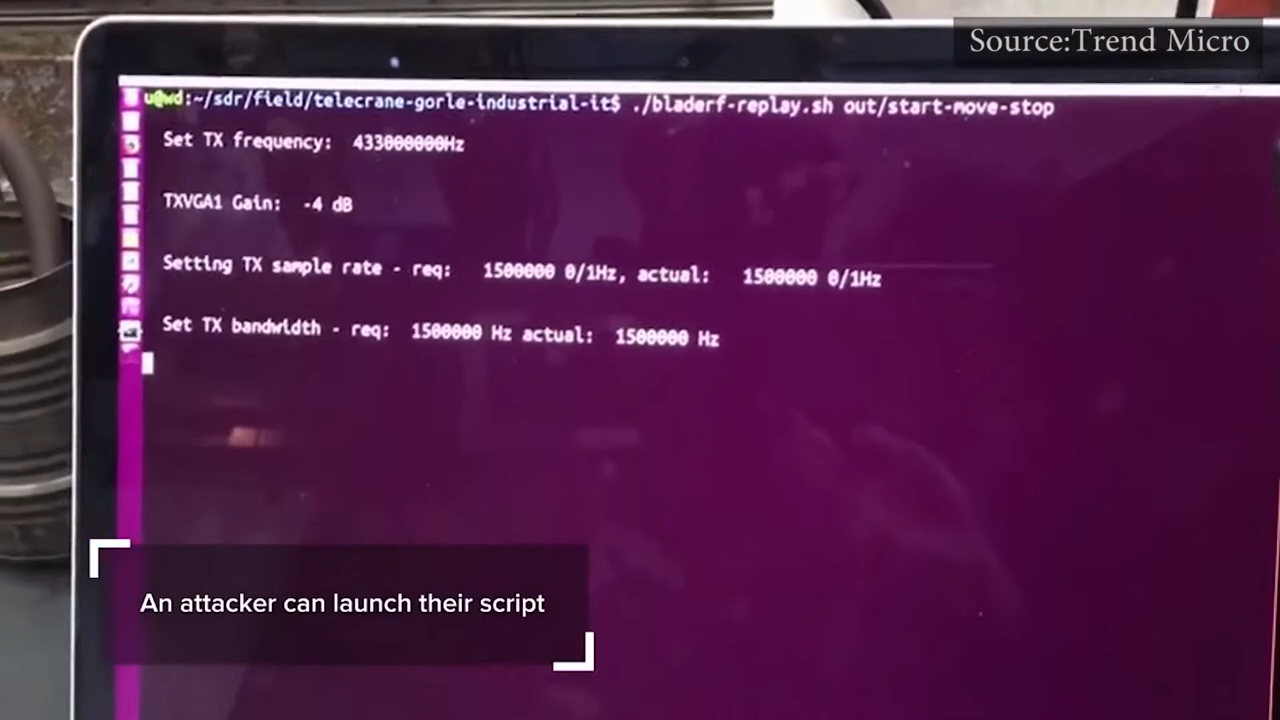 Source:Trend Micro
u@wd:~/sdr/field/telecrane-gorle-industrial-it$ ./bladerf-replay.sh out/start-move-stop
Set TX frequency: 433000000Hz
TXVGA1 Gain: -4 dB
Setting TX sample rate - req: 1500000 0/1Hz, actual: 1500000 0/1Hz
Set TX bandwidth - req: 1500000 Hz actual: 1500000 Hz
An attacker can launch their script